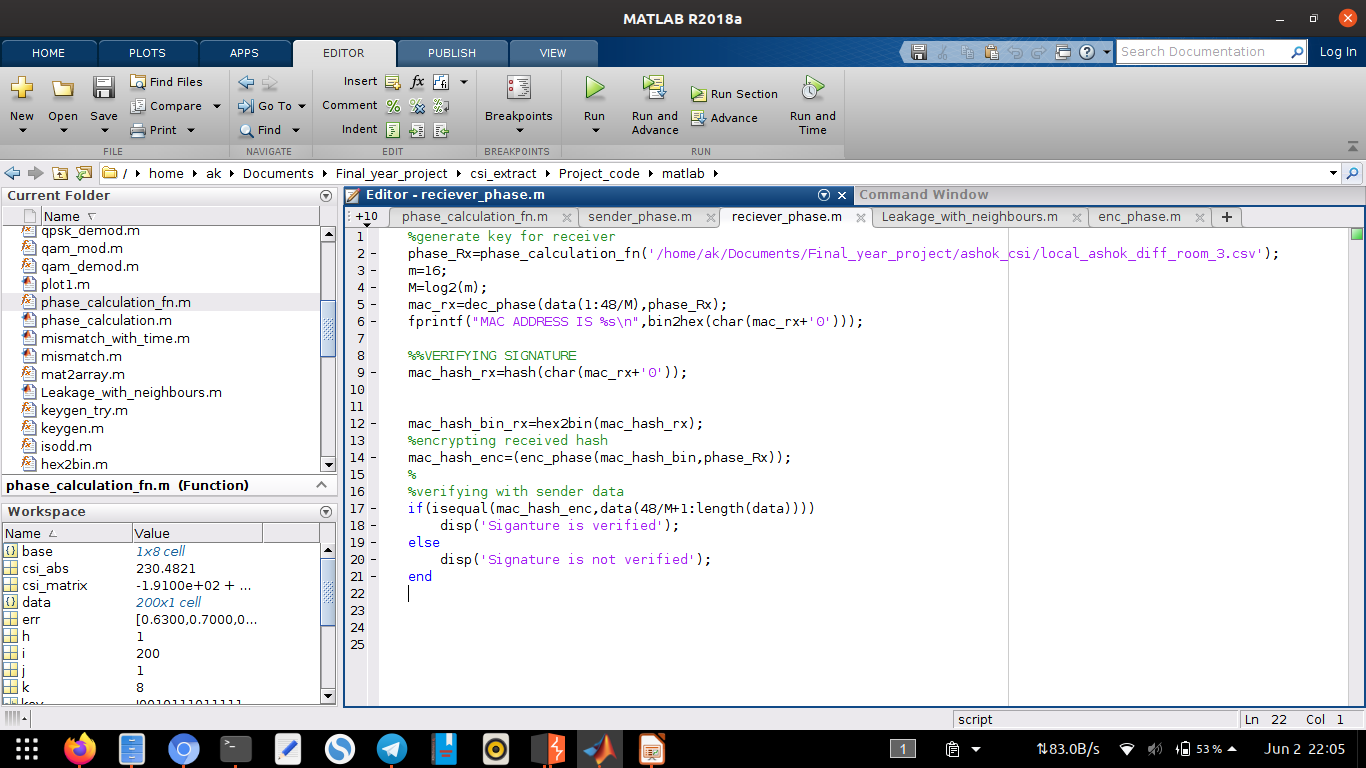 MATLAB R2018a
HOME PLOTS APPS EDITOR PUBLISH VIEW Search Documentation Log In
New Open Save Find Files Compare Print Go To Find Insert Comment Indent Breakpoints Run Run and Advance Run Section Advance Run and Time
FILE NAVIGATE EDIT BREAKPOINTS RUN
/ home ak Documents Final_year_project csi_extract Project_code matlab
Current Folder
Name
qpsk_demod.m
qam_mod.m
qam_demod.m
plot1.m
phase_calculation_fn.m
phase_calculation.m
mismatch_with_time.m
mismatch.m
mat2array.m
Leakage_with_neighbours.m
keygen_try.m
keygen.m
isodd.m
hex2bin.m
phase_calculation_fn.m (Function)
Workspace
Name Value
base 1x8 cell
csi_abs 230.4821
csi_matrix -1.9100e+02 + ...
data 200x1 cell
err [0.6300,0.7000,0...
h 1
i 200
j 1
k 8
Editor - reciever_phase.m
Command Window
+10 phase_calculation_fn.m sender_phase.m reciever_phase.m Leakage_with_neighbours.m enc_phase.m +
1 %generate key for receiver
2 - phase_Rx=phase_calculation_fn('/home/ak/Documents/Final_year_project/ashok_csi/local_ashok_diff_room_3.csv');
3 - m=16;
4 - M=log2(m);
5 - mac_rx=dec_phase(data(1:48/M),phase_Rx);
6 - fprintf("MAC ADDRESS IS %s\n",bin2hex(char(mac_rx+'0')));
7
8 %%VERIFYING SIGNATURE
9 - mac_hash_rx=hash(char(mac_rx+'0'));
10
11
12 - mac_hash_bin_rx=hex2bin(mac_hash_rx);
13 %encrypting received hash
14 - mac_hash_enc=(enc_phase(mac_hash_bin,phase_Rx));
15 %
16 %verifying with sender data
17 - if(isequal(mac_hash_enc,data(48/M+1:length(data))))
18 - disp('Siganture is verified');
19 - else
20 - disp('Signature is not verified');
21 - end
22
23
24
25
script Ln 22 Col 1
1 83.0B/s 53 % Jun 2 22:05